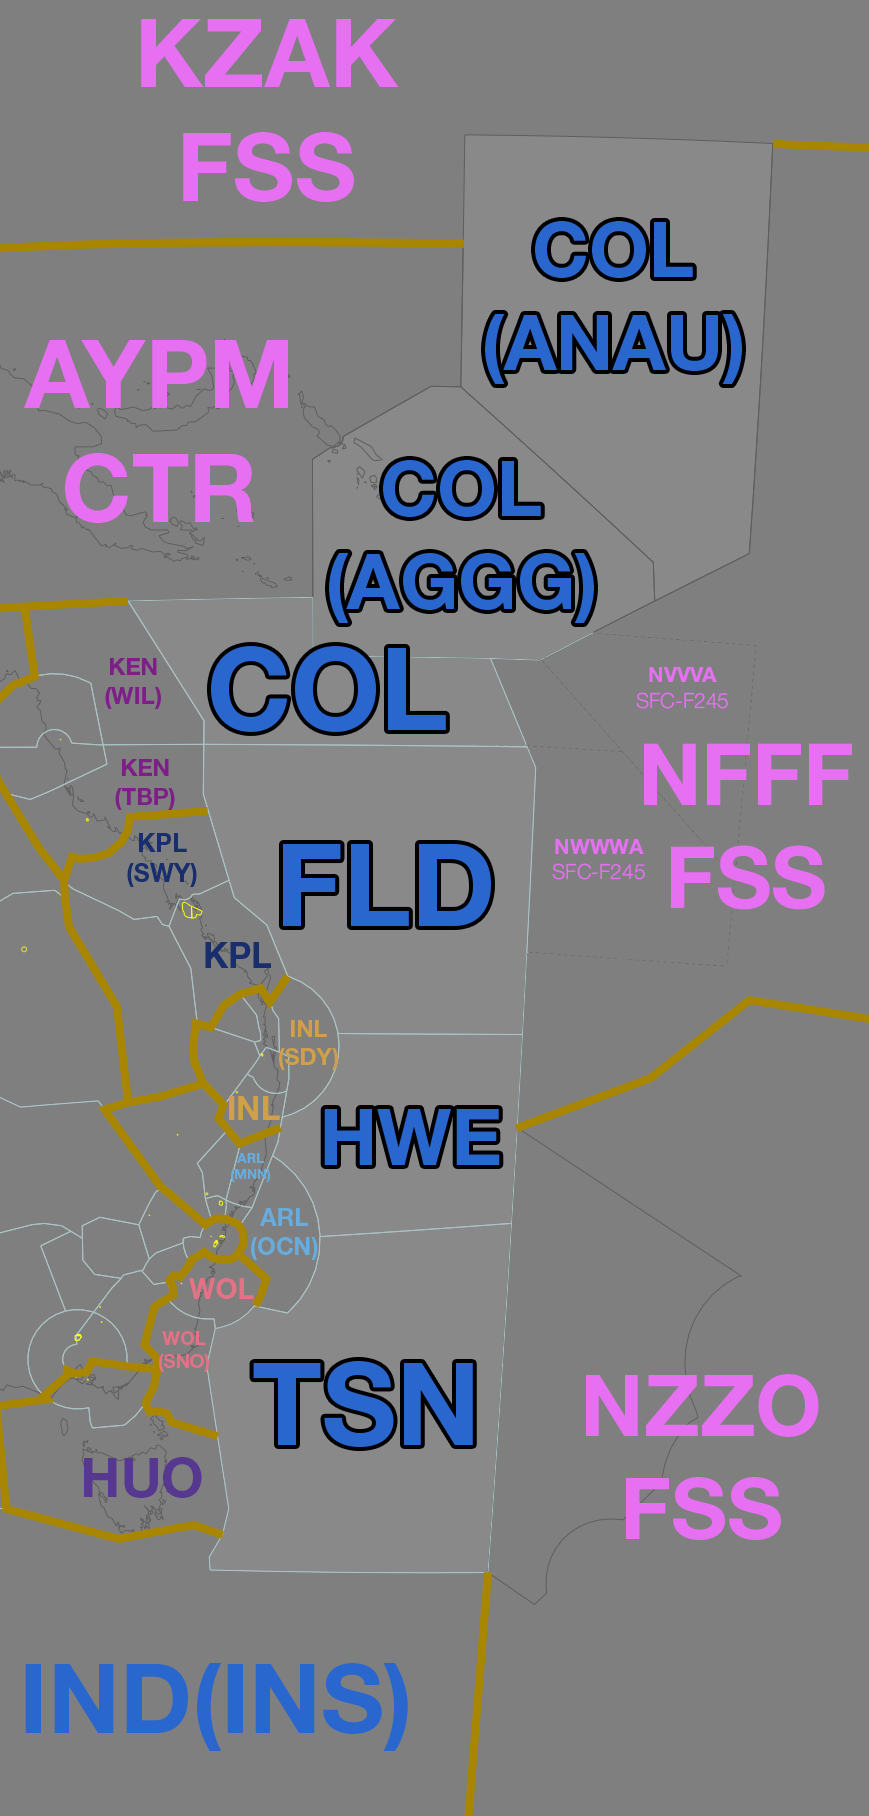 KZAK
FSS
COL
(ANAU)
AYPM
CTR
COL
(AGGG)
COL
KEN
(WIL)
NVVVA
SFC-F245
NFFF
FSS
KEN
(TBP)
KPL
(SWY)
FLD
NWWWA
SFC-F245
KPL
INL
(SDY)
INL
HWE
ARL
(MNN)
ARL
(OCN)
WOL
WOL
(SNO)
TSN
NZZO
FSS
HUO
IND(INS)